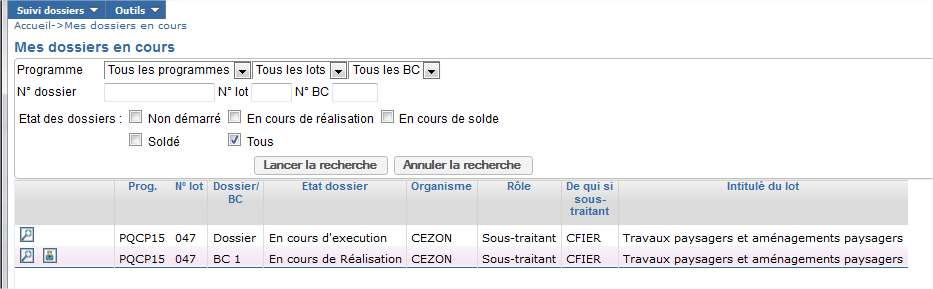 Suivi dossiers Outils
Accueil->Mes dossiers en cours
Mes dossiers en cours
Programme Tous les programmes Tous les lots Tous les BC
N° dossier N° lot N° BC
Etat des dossiers : Non démarré En cours de réalisation En cours de solde
Soldé Tous
Lancer la recherche Annuler la recherche
Prog. N° lot Dossier/ BC Etat dossier Organisme Rôle De qui si sous-traitant Intitulé du lot
PQCP15 047 Dossier En cours d'execution CEZON Sous-traitant CFIER Travaux paysagers et aménagements paysagers
PQCP15 047 BC 1 En cours de Réalisation CEZON Sous-traitant CFIER Travaux paysagers et aménagements paysagers